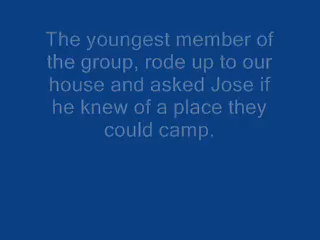 The youngest member of
the group, rode up to our
house and asked Jose if
he knew of a place they
could camp.